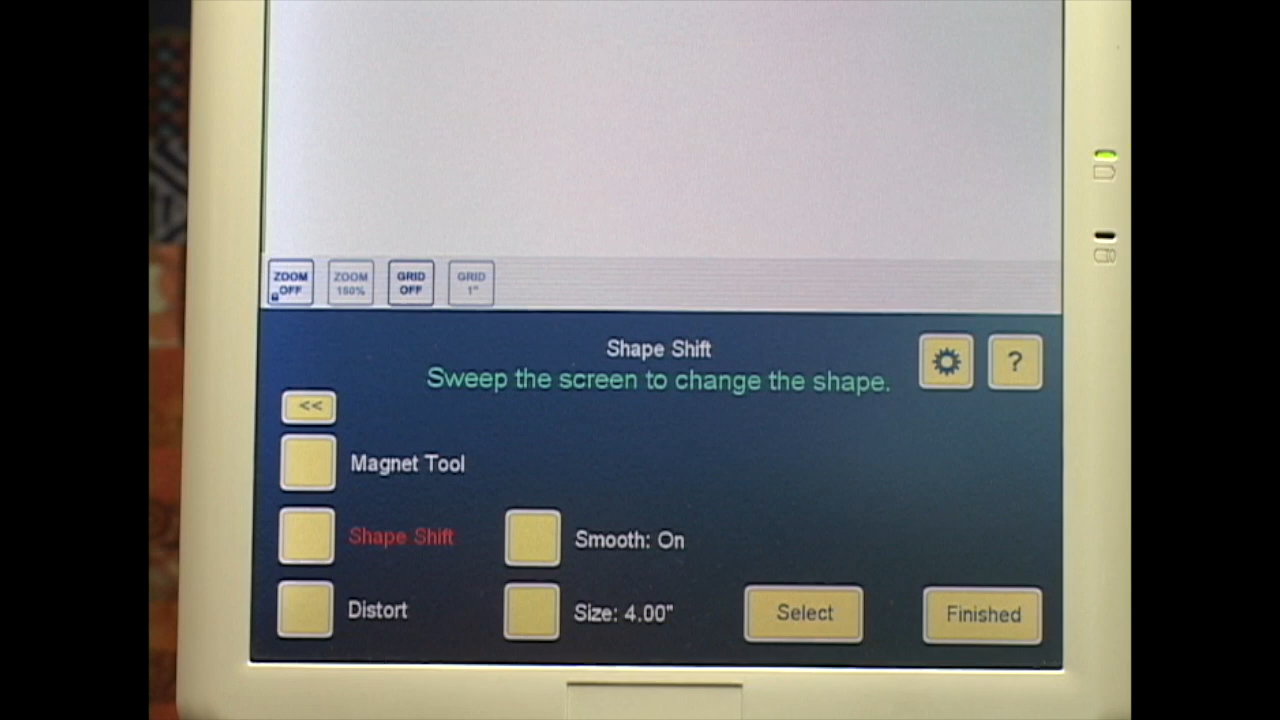 ZOOM OFF
ZOOM 150%
GRID OFF
GRID 1"
Shape Shift
Sweep the screen to change the shape.
?
<<
Magnet Tool
Shape Shift
Smooth: On
Distort
Size: 4.00"
Select
Finished